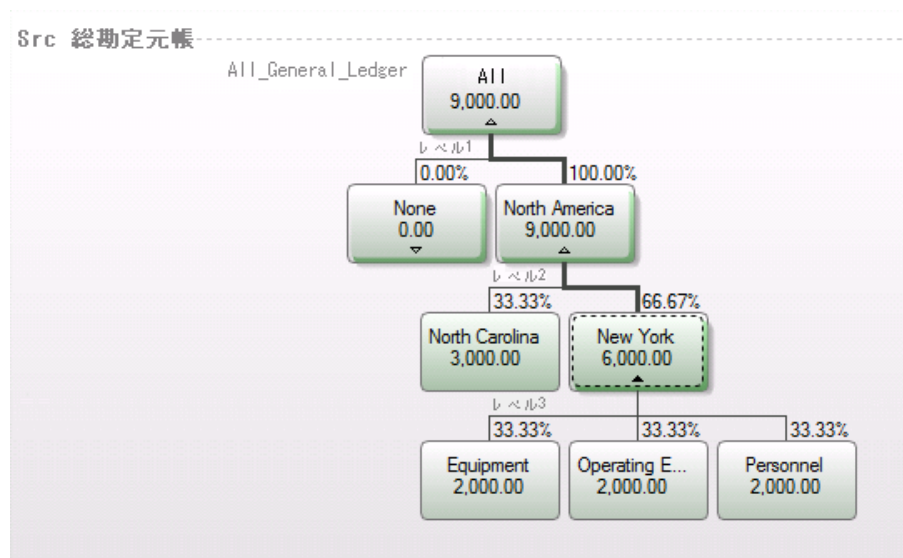 Src 総勘定元帳
All_General_Ledger
All
9,000.00
レベル1
0.00% 100.00%
None North America
0.00 9,000.00
レベル2
33.33% 66.67%
North Carolina New York
3,000.00 6,000.00
レベル3
33.33% 33.33% 33.33%
Equipment Operating E... Personnel
2,000.00 2,000.00 2,000.00